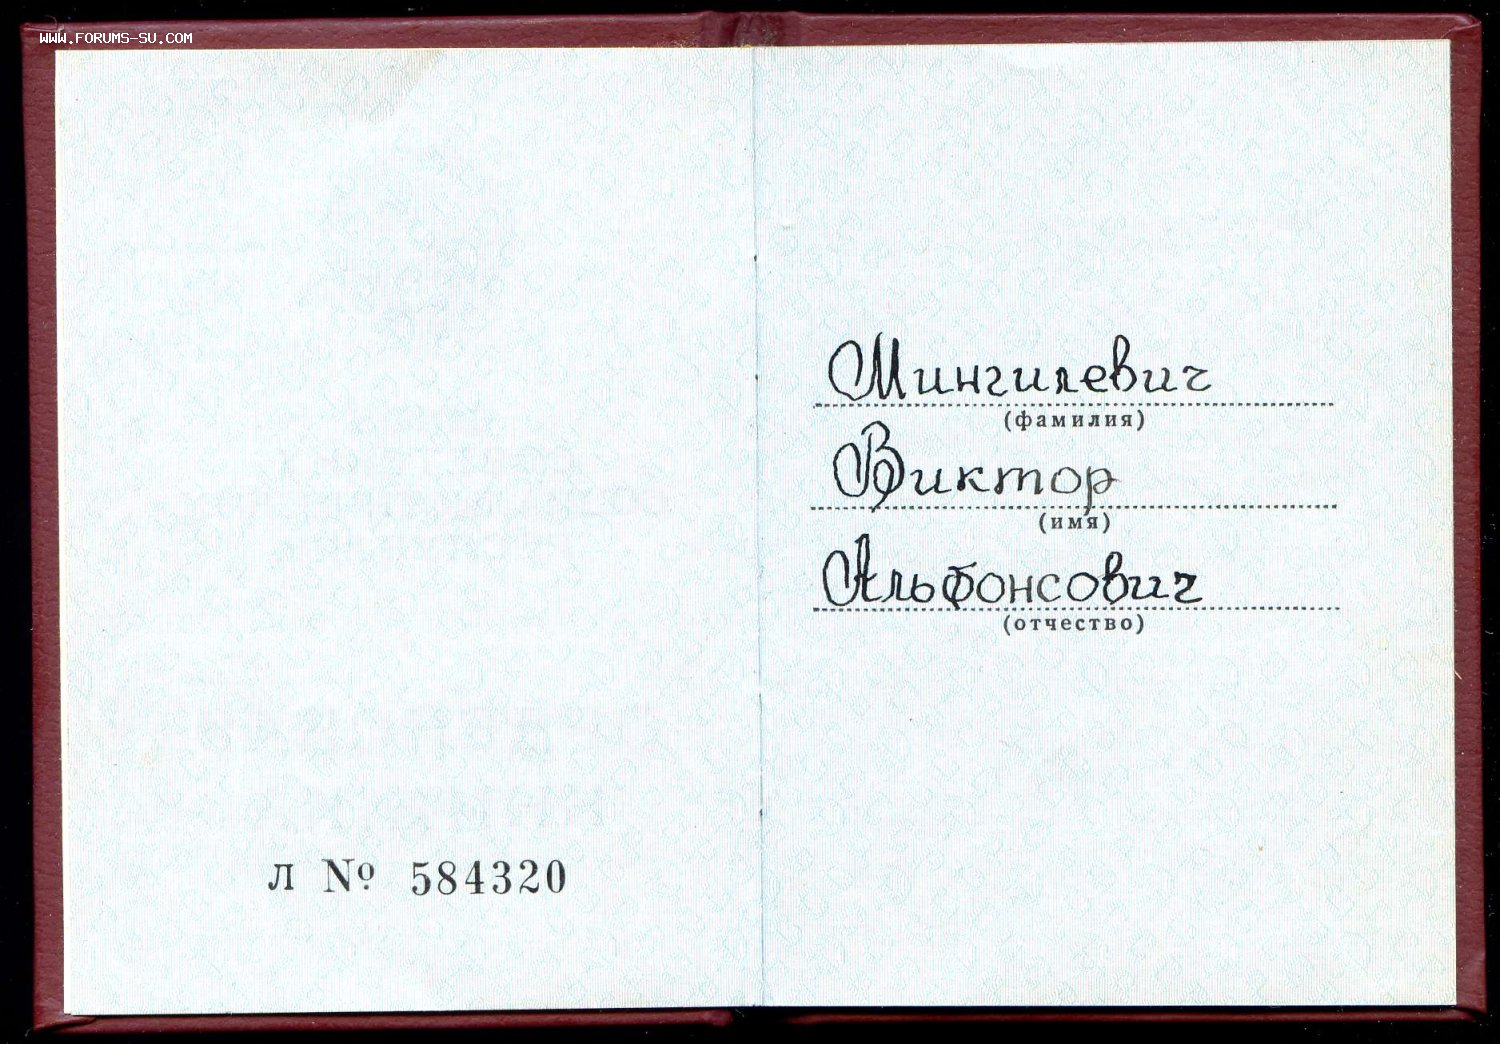 WWW.FORUMS-SU.COM
Мингилевич
(фамилия)
Виктор
(имя)
Альфонсович
(отчество)
Л № 584320